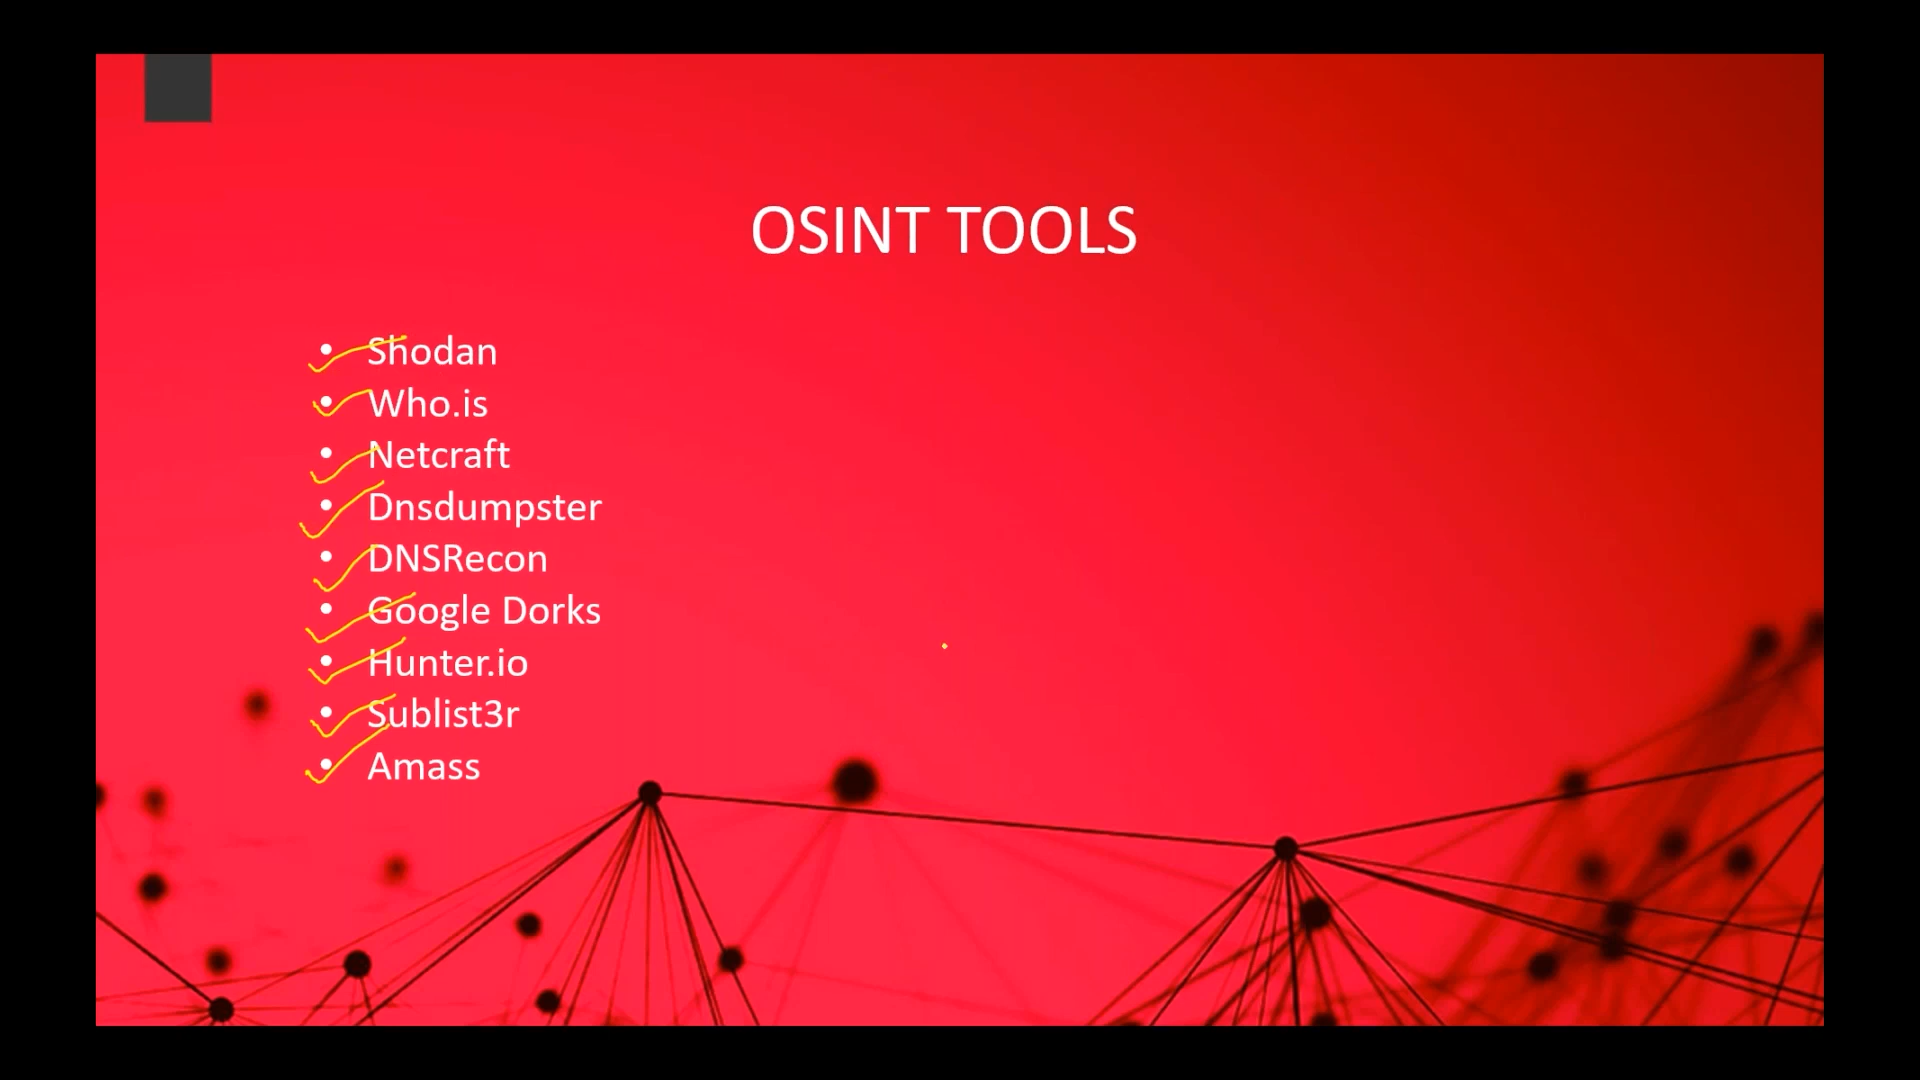 OSINT TOOLS
• Shodan
• Who.is
• Netcraft
• Dnsdumpster
• DNSRecon
• Google Dorks
• Hunter.io
• Sublist3r
• Amass